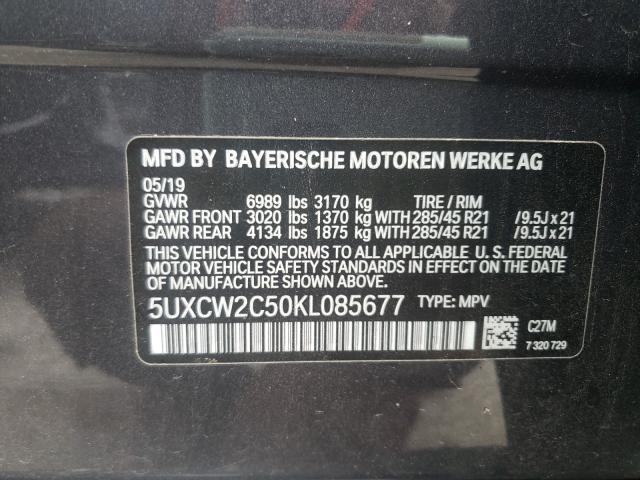 MFD BY BAYERISCHE MOTOREN WERKE AG
05/19
GVWR 6989 lbs 3170 kg TIRE / RIM
GAWR FRONT 3020 lbs 1370 kg WITH 285/45 R21 /9.5J x 21
GAWR REAR 4134 lbs 1875 kg WITH 285/45 R21 /9.5J x 21
THIS VEHICLE CONFORMS TO ALL APPLICABLE U. S. FEDERAL
MOTOR VEHICLE SAFETY STANDARDS IN EFFECT ON THE DATE
OF MANUFACTURE SHOWN ABOVE.
5UXCW2C50KL085677 TYPE: MPV
C27M
7 320 729